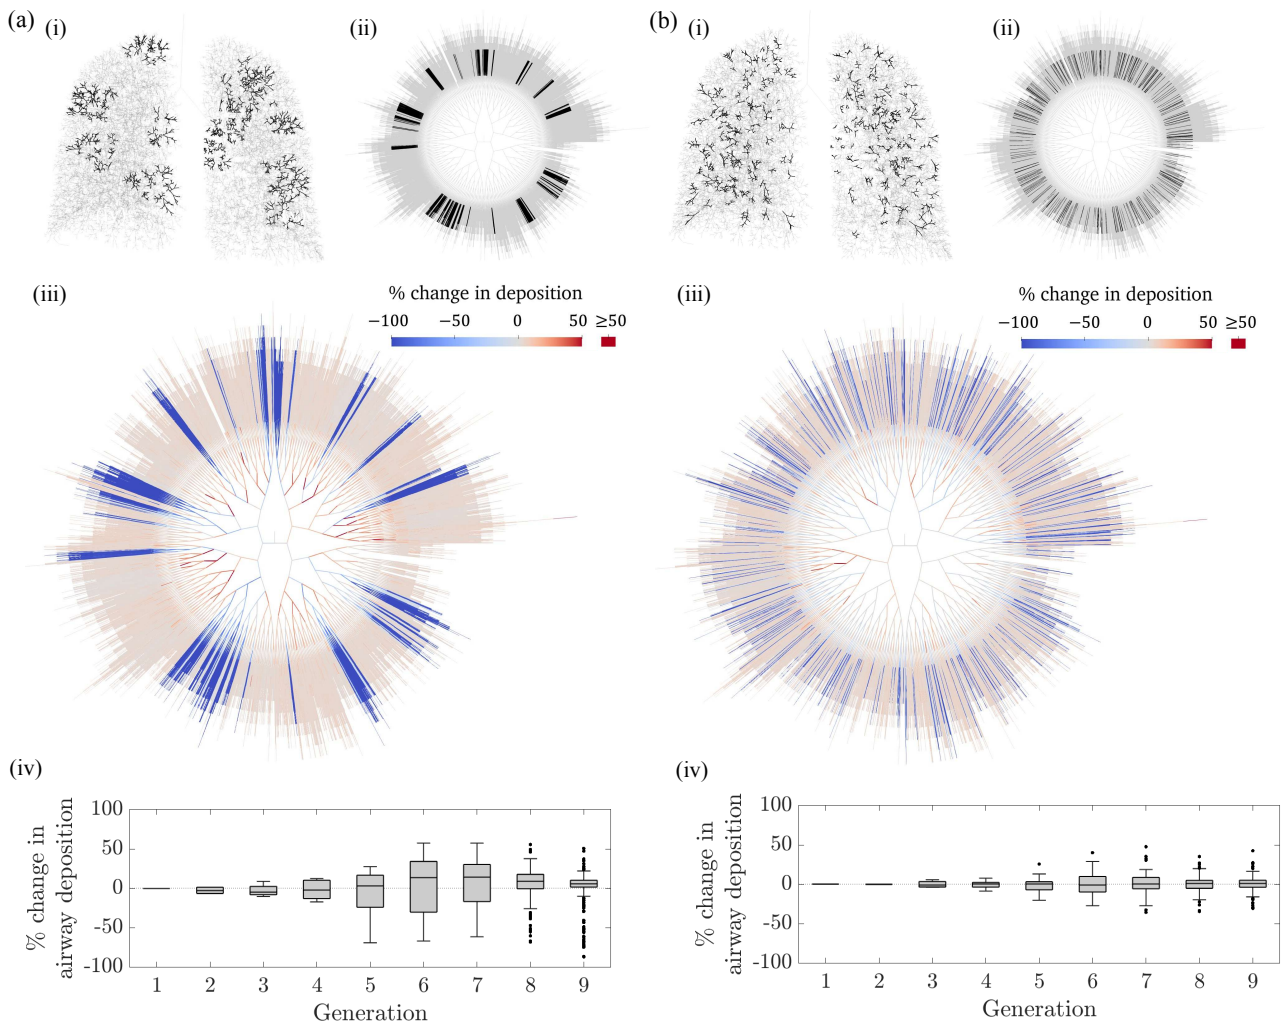 (a) (i) (ii)
(b) (i) (ii)
(iii)
% change in deposition
−100 −50 0 50 ≥50
(iii)
% change in deposition
−100 −50 0 50 ≥50
(iv)
% change in
airway deposition
100
50
0
-50
-100
1 2 3 4 5 6 7 8 9
Generation
(iv)
% change in
airway deposition
100
50
0
-50
-100
1 2 3 4 5 6 7 8 9
Generation